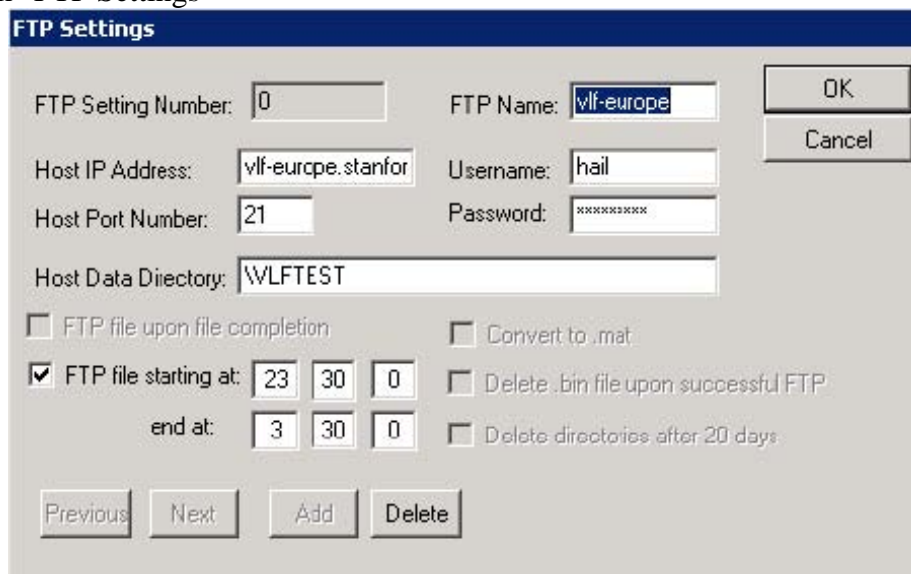 FTP Settings
FTP Setting Number: 0
FTP Name: vlf-europe
OK
Cancel
Host IP Address: vlf-europe.stanfor
Username: hail
Host Port Number: 21
Password: *********
Host Data Directory: \VLFTEST
FTP file upon file completion
Convert to .mat
FTP file starting at: 23 30 0
Delete .bin file upon successful FTP
end at: 3 30 0
Delete directories after 20 days
Previous Next Add Delete